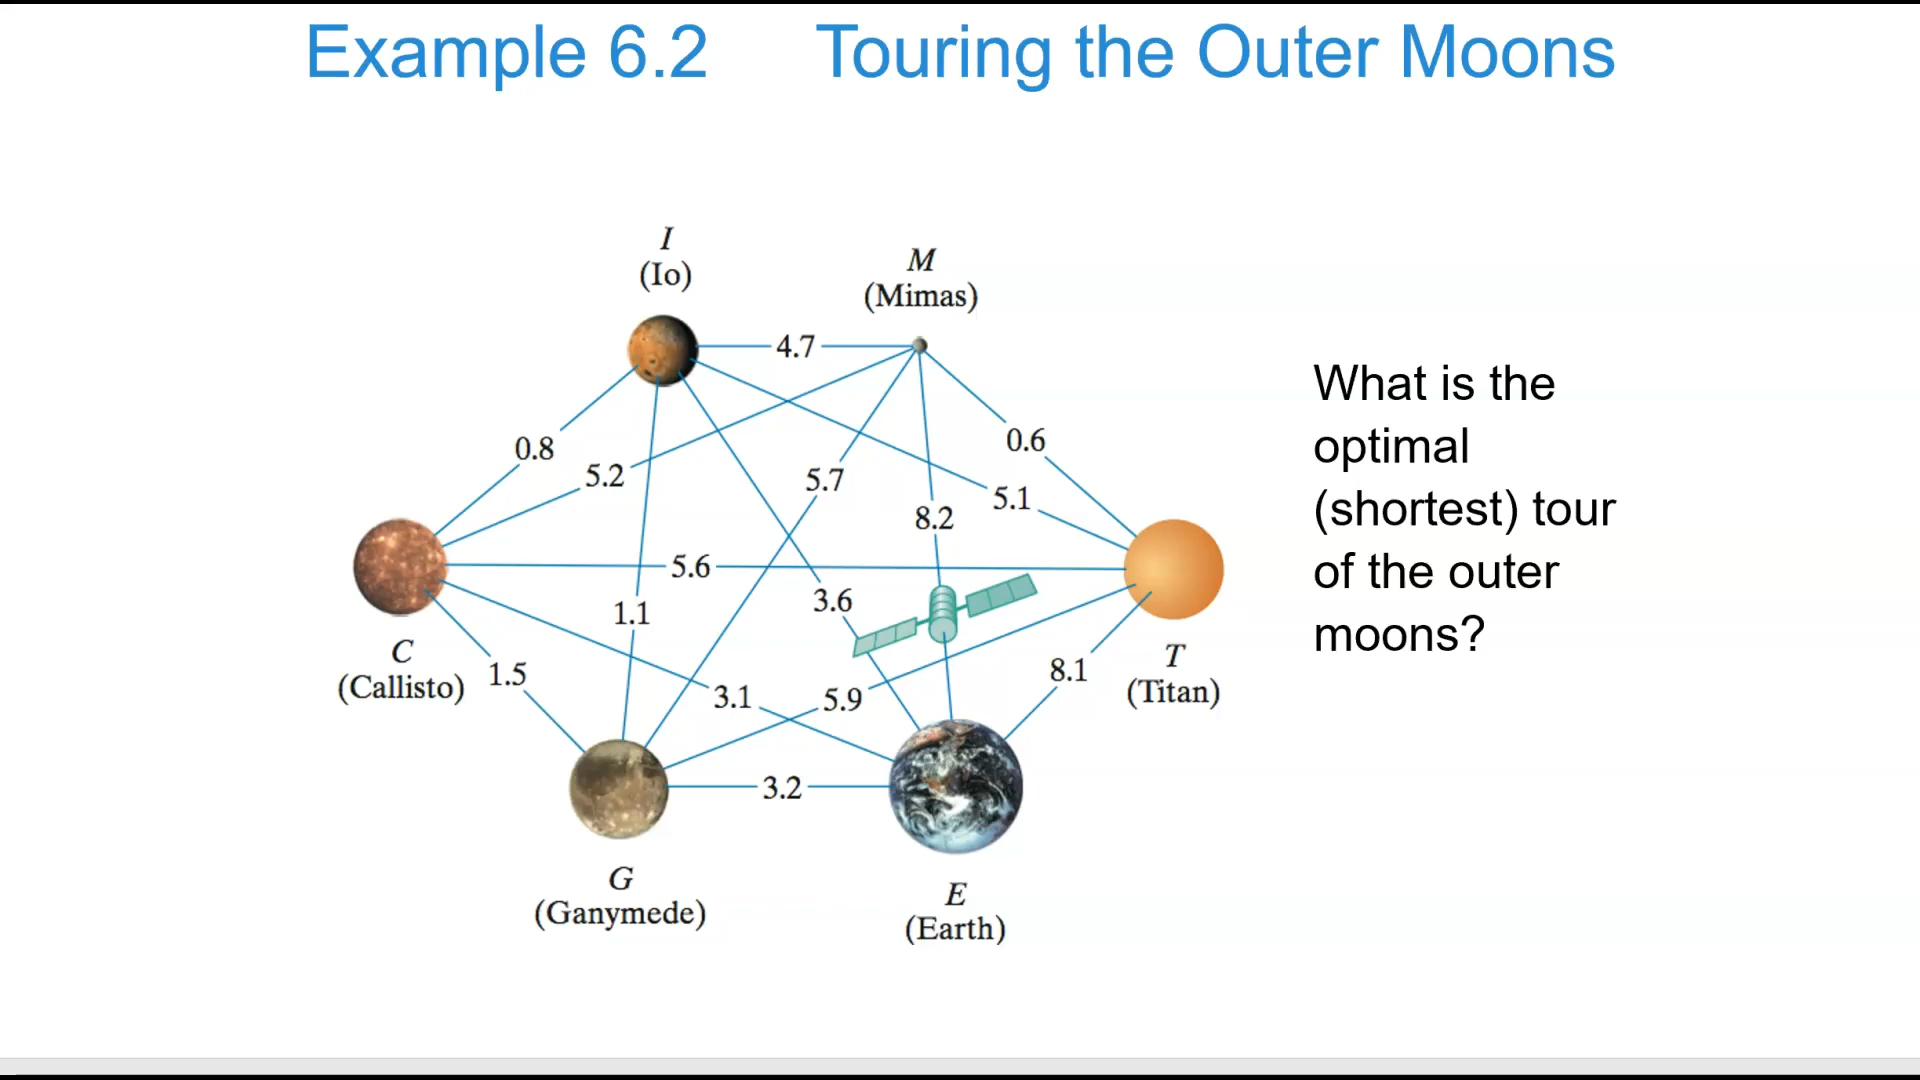 Example 6.2 Touring the Outer Moons
I
(Io)
M
(Mimas)
4.7
0.8
5.2
5.7
0.6
5.1
8.2
5.6
1.1
3.6
C
(Callisto)
1.5
3.1
5.9
8.1
T
(Titan)
3.2
G
(Ganymede)
E
(Earth)
What is the
optimal
(shortest) tour
of the outer
moons?